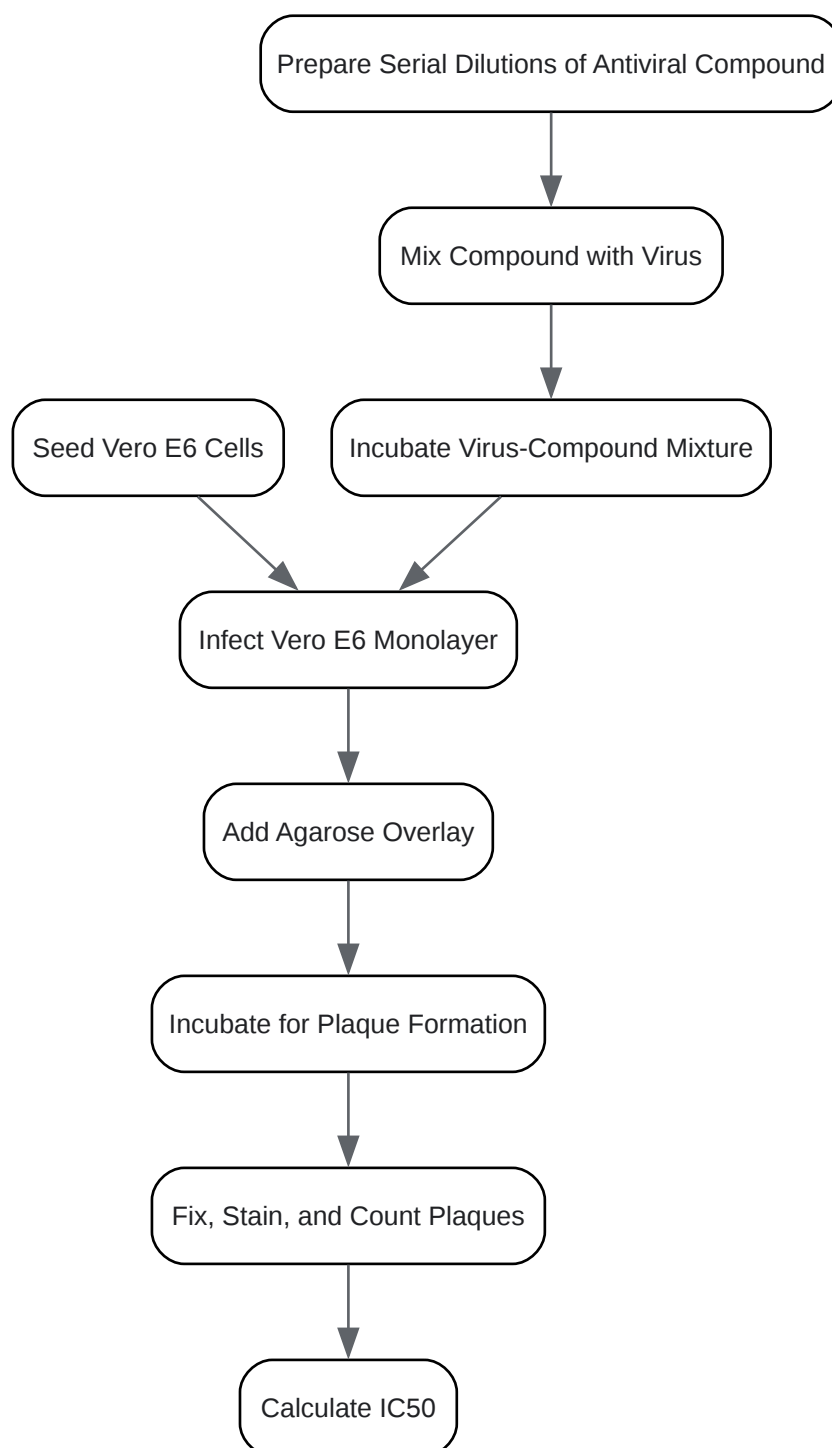 Prepare Serial Dilutions of Antiviral Compound
Mix Compound with Virus
Seed Vero E6 Cells
Incubate Virus-Compound Mixture
Infect Vero E6 Monolayer
Add Agarose Overlay
Incubate for Plaque Formation
Fix, Stain, and Count Plaques
Calculate IC50